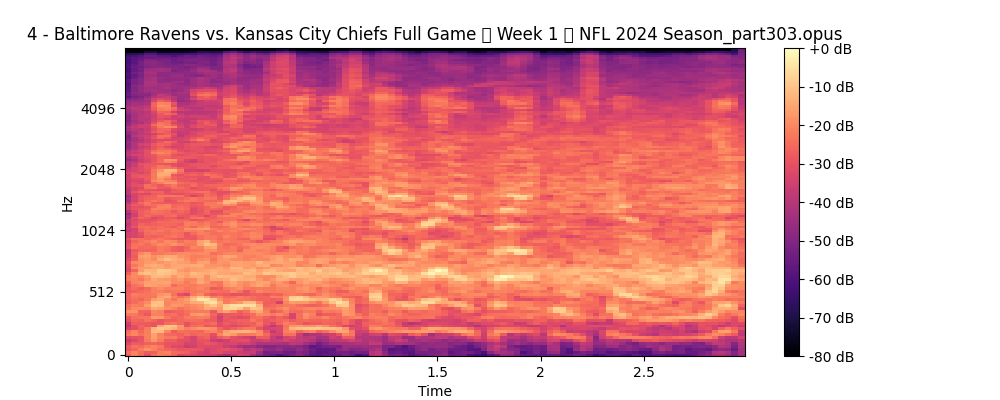 4 - Baltimore Ravens vs. Kansas City Chiefs Full Game ▯ Week 1 ▯ NFL 2024 Season_part303.opus
Hz
4096
2048
1024
512
0
0
0.5
1
1.5
2
2.5
Time
+0 dB
-10 dB
-20 dB
-30 dB
-40 dB
-50 dB
-60 dB
-70 dB
-80 dB